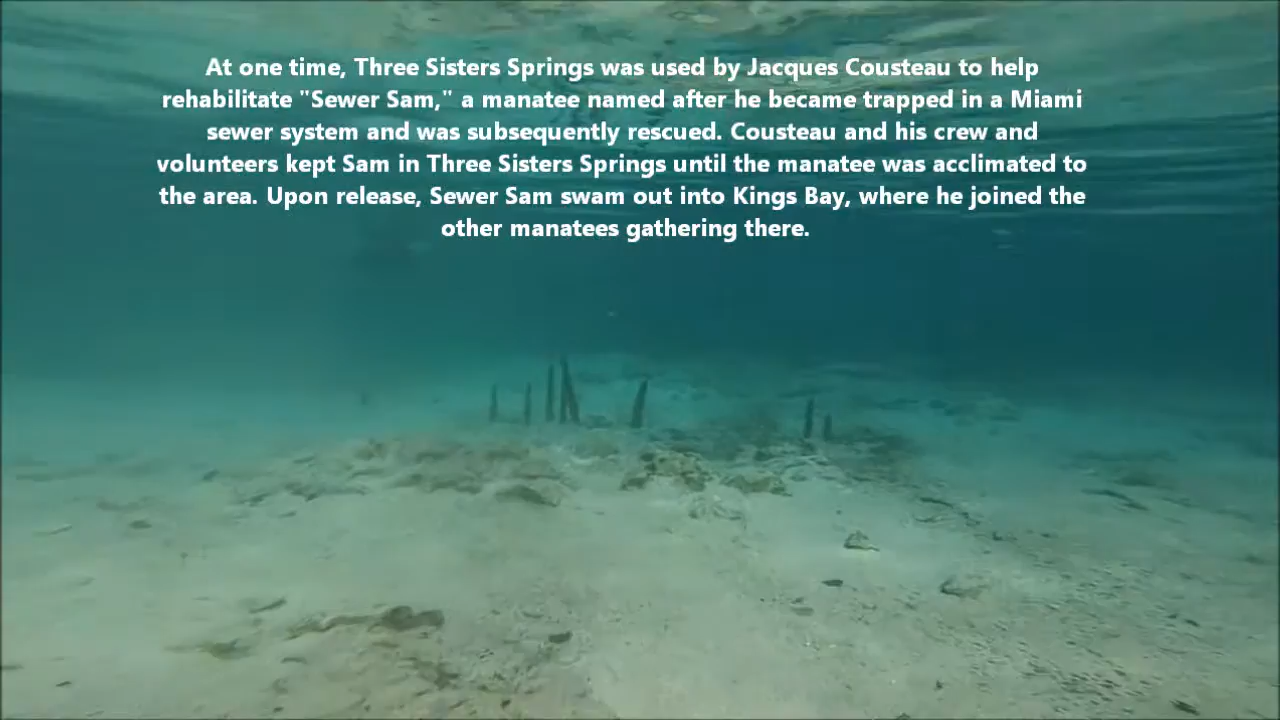 At one time, Three Sisters Springs was used by Jacques Cousteau to help
rehabilitate "Sewer Sam," a manatee named after he became trapped in a Miami
sewer system and was subsequently rescued. Cousteau and his crew and
volunteers kept Sam in Three Sisters Springs until the manatee was acclimated to
the area. Upon release, Sewer Sam swam out into Kings Bay, where he joined the
other manatees gathering there.